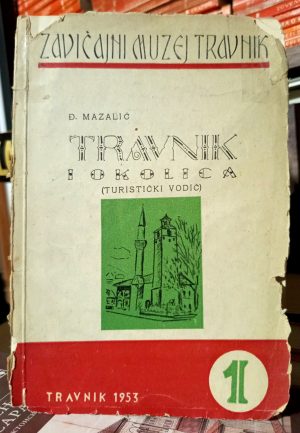 ZAVIČAJNI MUZEJ TRAVNIK
Đ. MAZALIĆ
TRAVNIK
I OKOLICA
(TURISTIČKI VODIČ)
TRAVNIK 1953
1